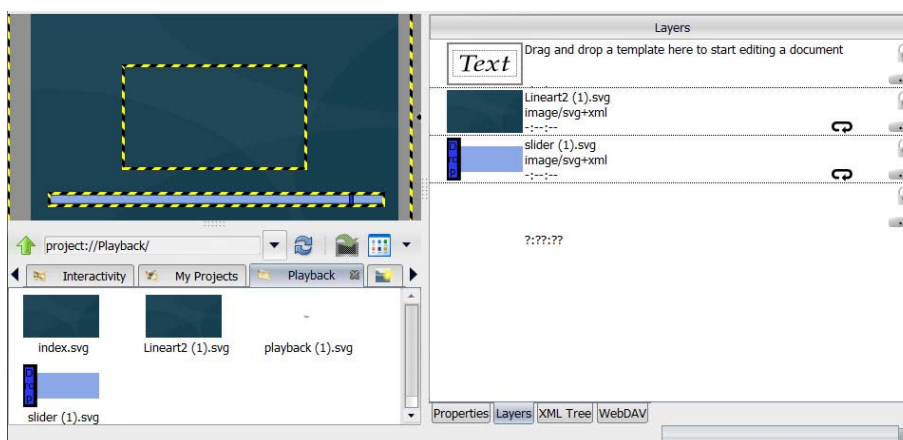 Layers
Text
Drag and drop a template here to start editing a document
Lineart2 (1).svg
image/svg+xml
-:--:--
slider (1).svg
image/svg+xml
-:--:--
?:??:??
project://Playback/
Interactivity
My Projects
Playback
index.svg
Lineart2 (1).svg
playback (1).svg
Drop
slider (1).svg
Properties
Layers
XML Tree
WebDAV